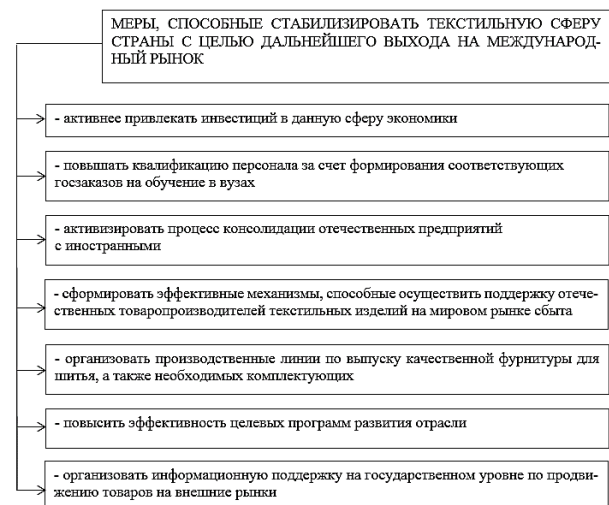 МЕРЫ, СПОСОБНЫЕ СТАБИЛИЗИРОВАТЬ ТЕКСТИЛЬНУЮ СФЕРУ
СТРАНЫ С ЦЕЛЬЮ ДАЛЬНЕЙШЕГО ВЫХОДА НА МЕЖДУНАРОД-
НЫЙ РЫНОК
- активнее привлекать инвестиций в данную сферу экономики
- повышать квалификацию персонала за счет формирования соответствующих
госзаказов на обучение в вузах
- активизировать процесс консолидации отечественных предприятий
с иностранными
- сформировать эффективные механизмы, способные осуществить поддержку отече-
ственных товаропроизводителей текстильных изделий на мировом рынке сбыта
- организовать производственные линии по выпуску качественной фурнитуры для
шитья, а также необходимых комплектующих
- повысить эффективность целевых программ развития отрасли
- организовать информационную поддержку на государственном уровне по продви-
жению товаров на внешние рынки